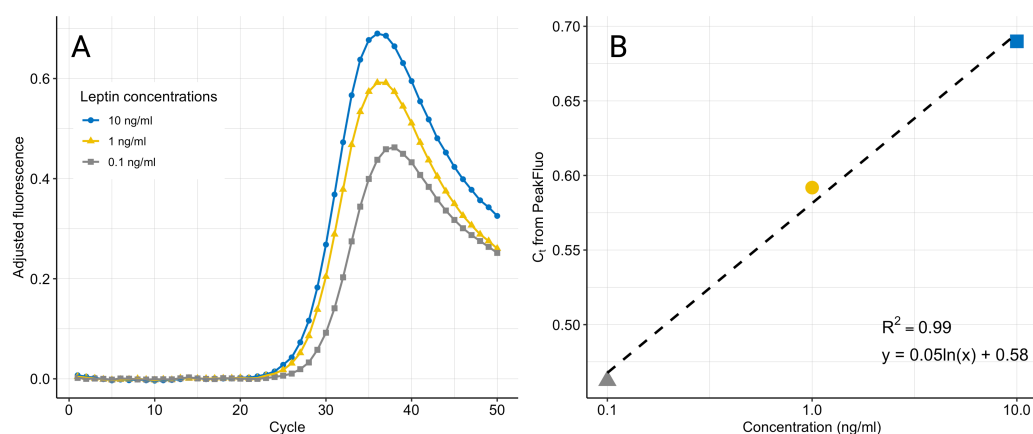 A
Leptin concentrations
10 ng/ml
1 ng/ml
0.1 ng/ml
Adjusted fluorescence
0.6
0.4
0.2
0.0
0 10 20 30 40 50
Cycle
B
Cₜ from PeakFluo
0.70
0.65
0.60
0.55
0.50
R² = 0.99
y = 0.05ln(x) + 0.58
0.1 1.0 10.0
Concentration (ng/ml)